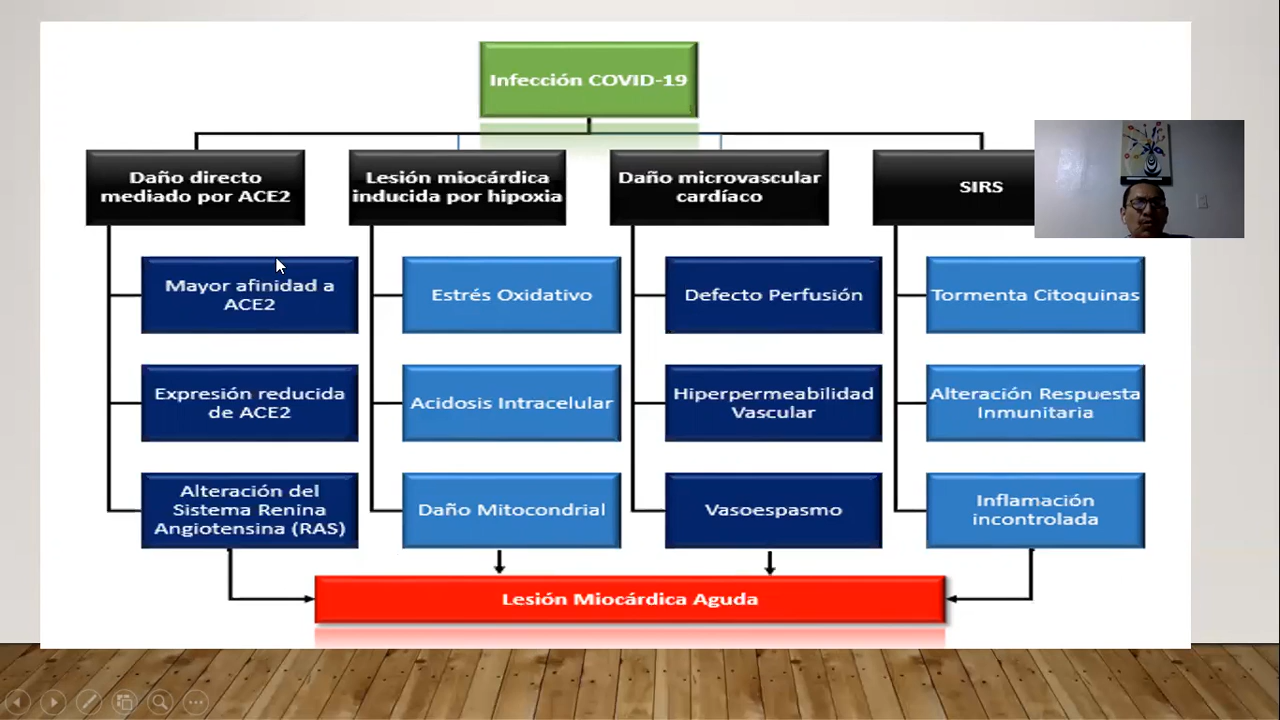 Infección COVID-19
Daño directo
mediado por ACE2
Lesión miocárdica
inducida por hipoxia
Daño microvascular
cardíaco
SIRS
Mayor afinidad a
ACE2
Estrés Oxidativo
Defecto Perfusión
Tormenta Citoquinas
Expresión reducida
de ACE2
Acidosis Intracelular
Hiperpermeabilidad
Vascular
Alteración Respuesta
Inmunitaria
Alteración del
Sistema Renina
Angiotensina (RAS)
Daño Mitocondrial
Vasoespasmo
Inflamación
incontrolada
Lesión Miocárdica Aguda